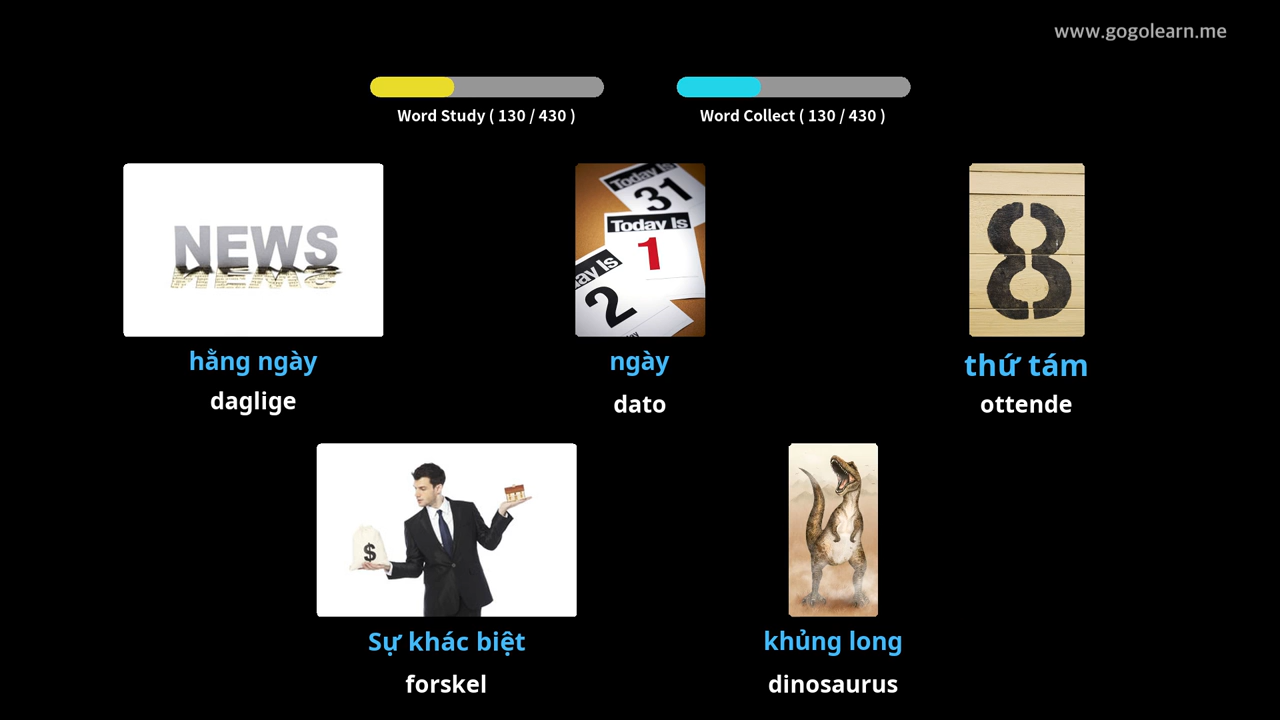 www.gogolearn.me
Word Study ( 130 / 430 )
Word Collect ( 130 / 430 )
NEWS
Today Is
31
Today Is
1
ay Is
2
8
hằng ngày
daglige
ngày
dato
thứ tám
ottende
$
Sự khác biệt
forskel
khủng long
dinosaurus